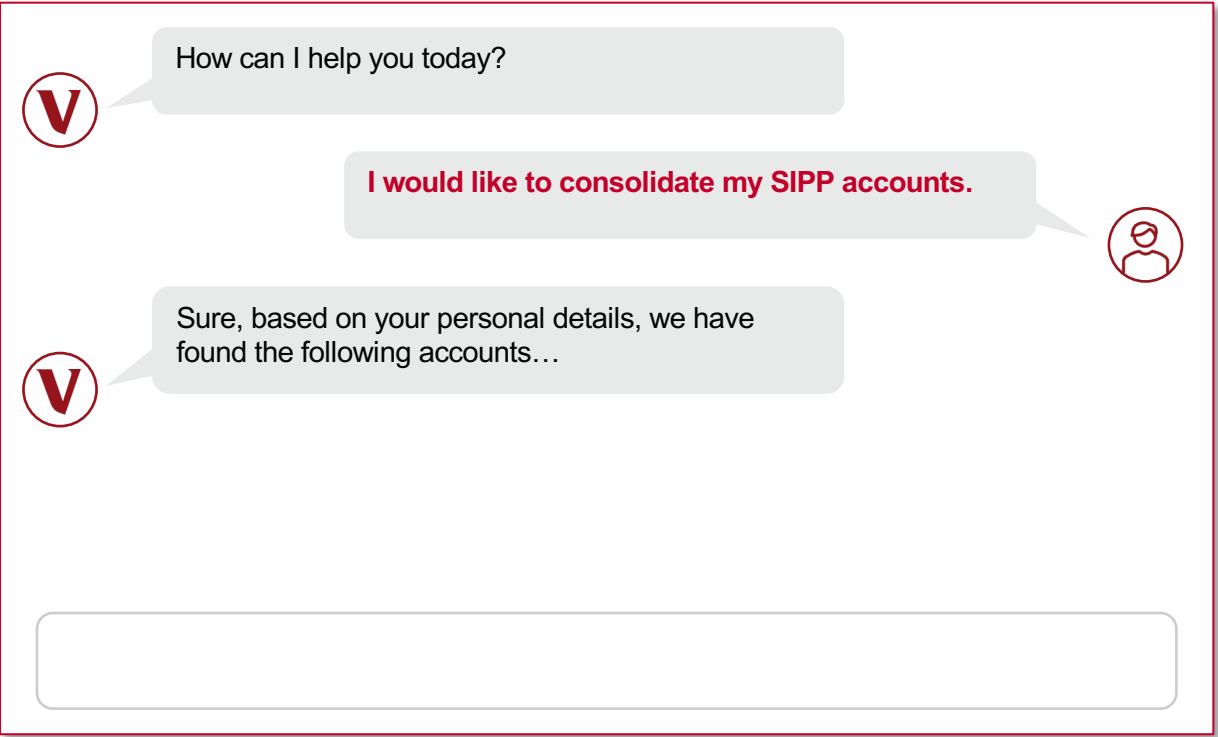 How can I help you today?
V
I would like to consolidate my SIPP accounts.
Sure, based on your personal details, we have
found the following accounts…
V